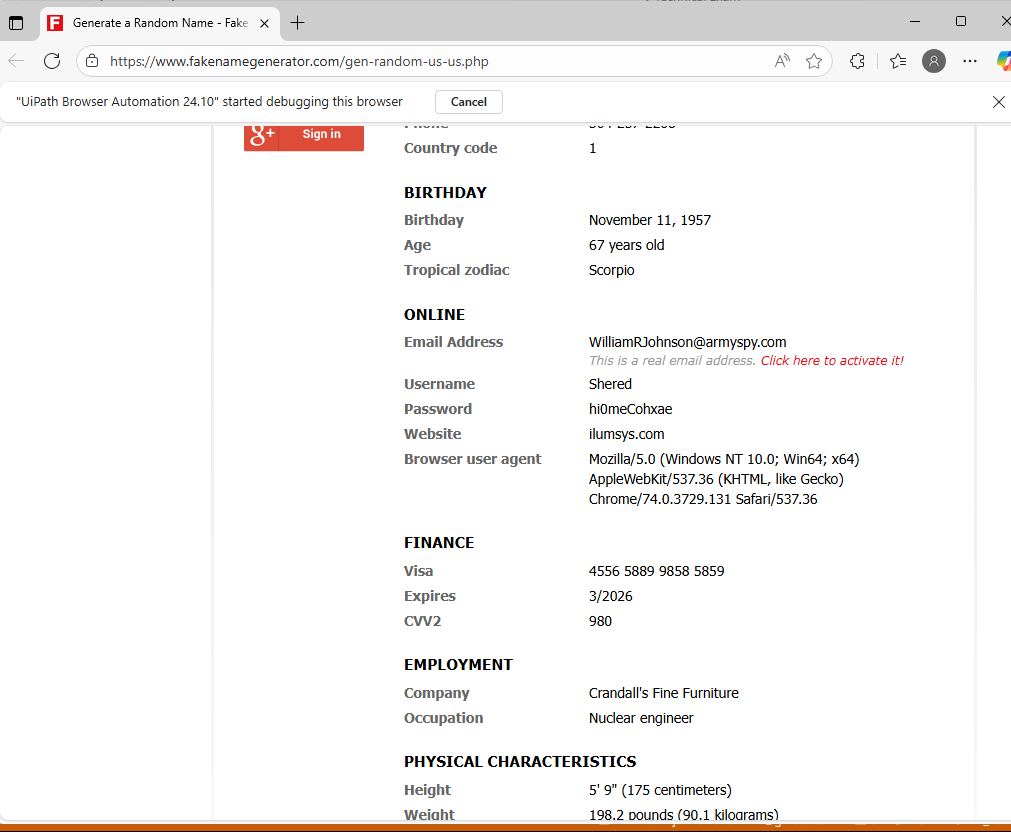 Generate a Random Name - Fake
https://www.fakenamegenerator.com/gen-random-us-us.php
"UiPath Browser Automation 24.10" started debugging this browser
Cancel
g+ Sign in
Phone
Country code 1
BIRTHDAY
Birthday November 11, 1957
Age 67 years old
Tropical zodiac Scorpio
ONLINE
Email Address WilliamRJohnson@armyspy.com
This is a real email address. Click here to activate it!
Username Shered
Password hi0meCohxae
Website ilumsys.com
Browser user agent Mozilla/5.0 (Windows NT 10.0; Win64; x64)
AppleWebKit/537.36 (KHTML, like Gecko)
Chrome/74.0.3729.131 Safari/537.36
FINANCE
Visa 4556 5889 9858 5859
Expires 3/2026
CVV2 980
EMPLOYMENT
Company Crandall's Fine Furniture
Occupation Nuclear engineer
PHYSICAL CHARACTERISTICS
Height 5' 9" (175 centimeters)
Weight 198.2 pounds (90.1 kilograms)